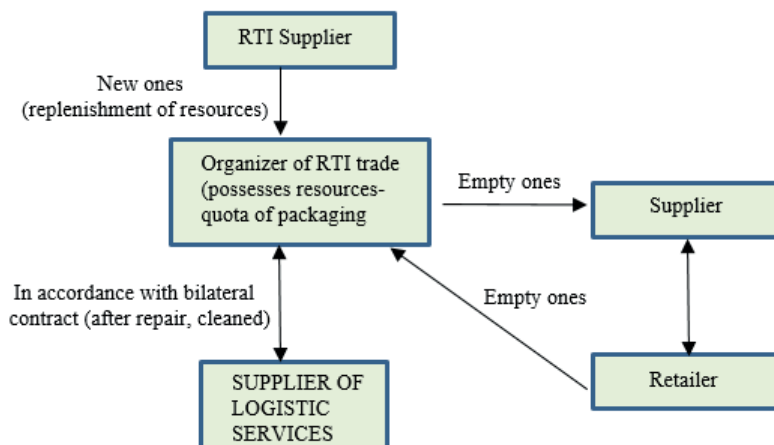 RTI Supplier
New ones
(replenishment of resources)
Organizer of RTI trade
(possesses resources-
quota of packaging
Empty ones
Supplier
In accordance with bilateral
contract (after repair, cleaned)
Empty ones
SUPPLIER OF
LOGISTIC
SERVICES
Retailer